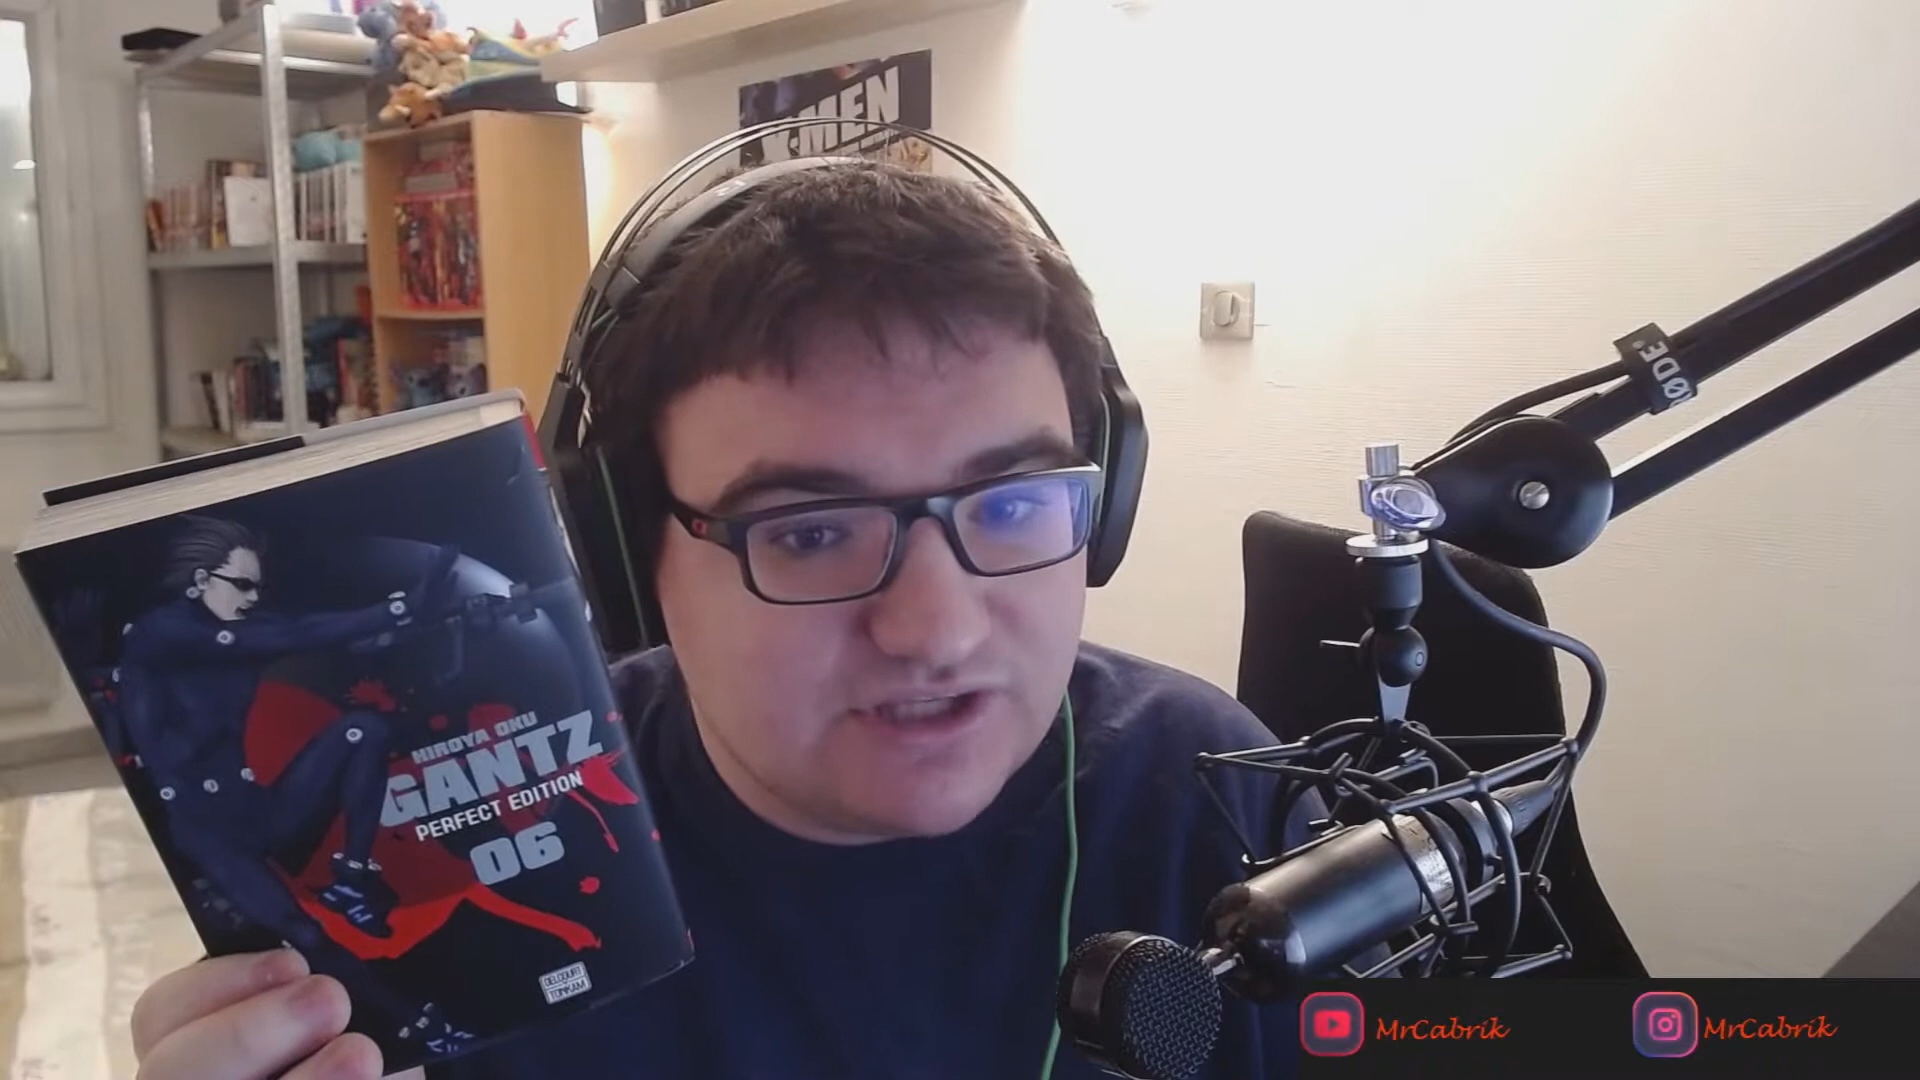 X-MEN
RØDE
HIROYA OKU
GANTZ
PERFECT EDITION
06
DELCOURT
TONKAM
MrCabrik
MrCabrik